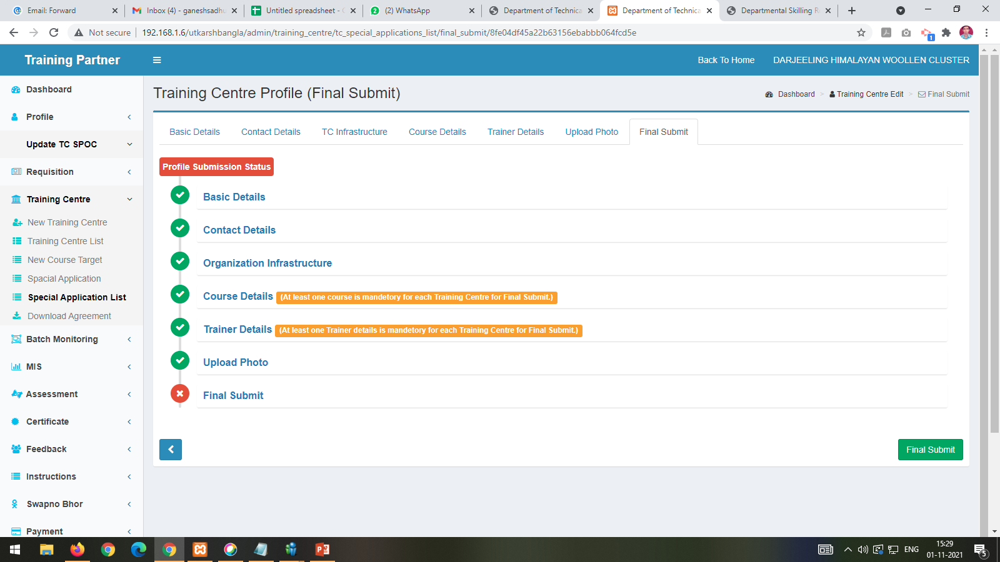 Email: Forward
Inbox (4) - ganeshsadhu
Untitled spreadsheet -
(2) WhatsApp
Department of Technica
Department of Technica
Departmental Skilling R
Not secure
192.168.1.6/utkarshbangla/admin/training_centre/tc_special_applications_list/final_submit/8fe04df45a22b63156ebabbb064fcd5e
1
Training Partner
Back To Home
DARJEELING HIMALAYAN WOOLLEN CLUSTER
Dashboard
Profile
Update TC SPOC
Requisition
Training Centre
New Training Centre
Training Centre List
New Course Target
Spacial Application
Special Application List
Download Agreement
Batch Monitoring
MIS
Assessment
Certificate
Feedback
Instructions
Swapno Bhor
Payment
Training Centre Profile (Final Submit)
Dashboard > Training Centre Edit > Final Submit
Basic Details
Contact Details
TC Infrastructure
Course Details
Trainer Details
Upload Photo
Final Submit
Profile Submission Status
Basic Details
Contact Details
Organization Infrastructure
Course Details (At least one course is mandetory for each Training Centre for Final Submit.)
Trainer Details (At least one Trainer details is mandetory for each Training Centre for Final Submit.)
Upload Photo
Final Submit
Final Submit
ENG
15:29
01-11-2021
5